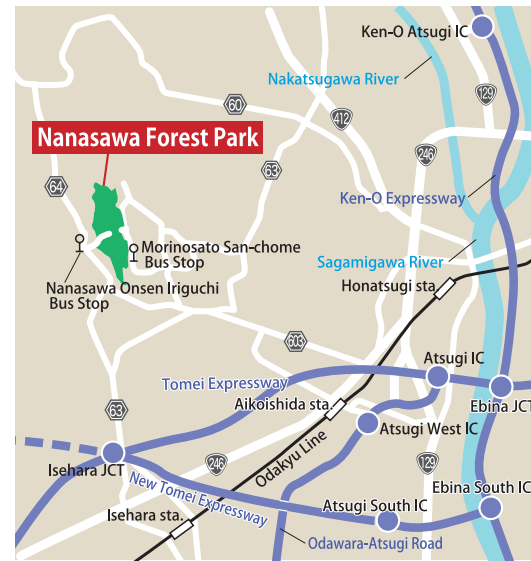 Ken-O Atsugi IC
Nakatsugawa River
129
60
412
246
Nanasawa Forest Park
63
64
Ken-O Expressway
Morinosato San-chome
Bus Stop
Sagamigawa River
Nanasawa Onsen Iriguchi
Bus Stop
Honatsugi sta.
603
Atsugi IC
Tomei Expressway
Aikoishida sta.
Ebina JCT
63
Atsugi West IC
Odakyu Line
246
129
Isehara JCT
New Tomei Expressway
Ebina South IC
Atsugi South IC
Isehara sta.
Odawara-Atsugi Road